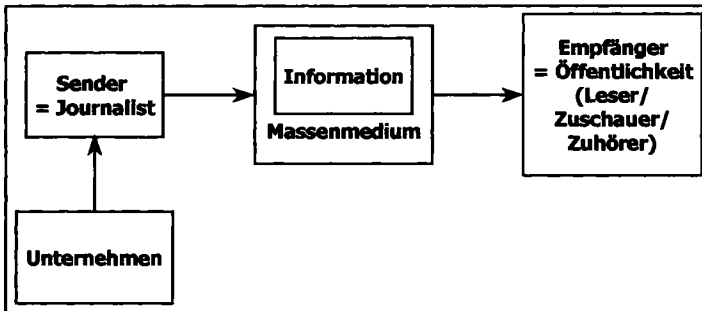 Sender
= Journalist
Information
Massenmedium
Empfänger
= Öffentlichkeit
(Leser/
Zuschauer/
Zuhörer)
Unternehmen